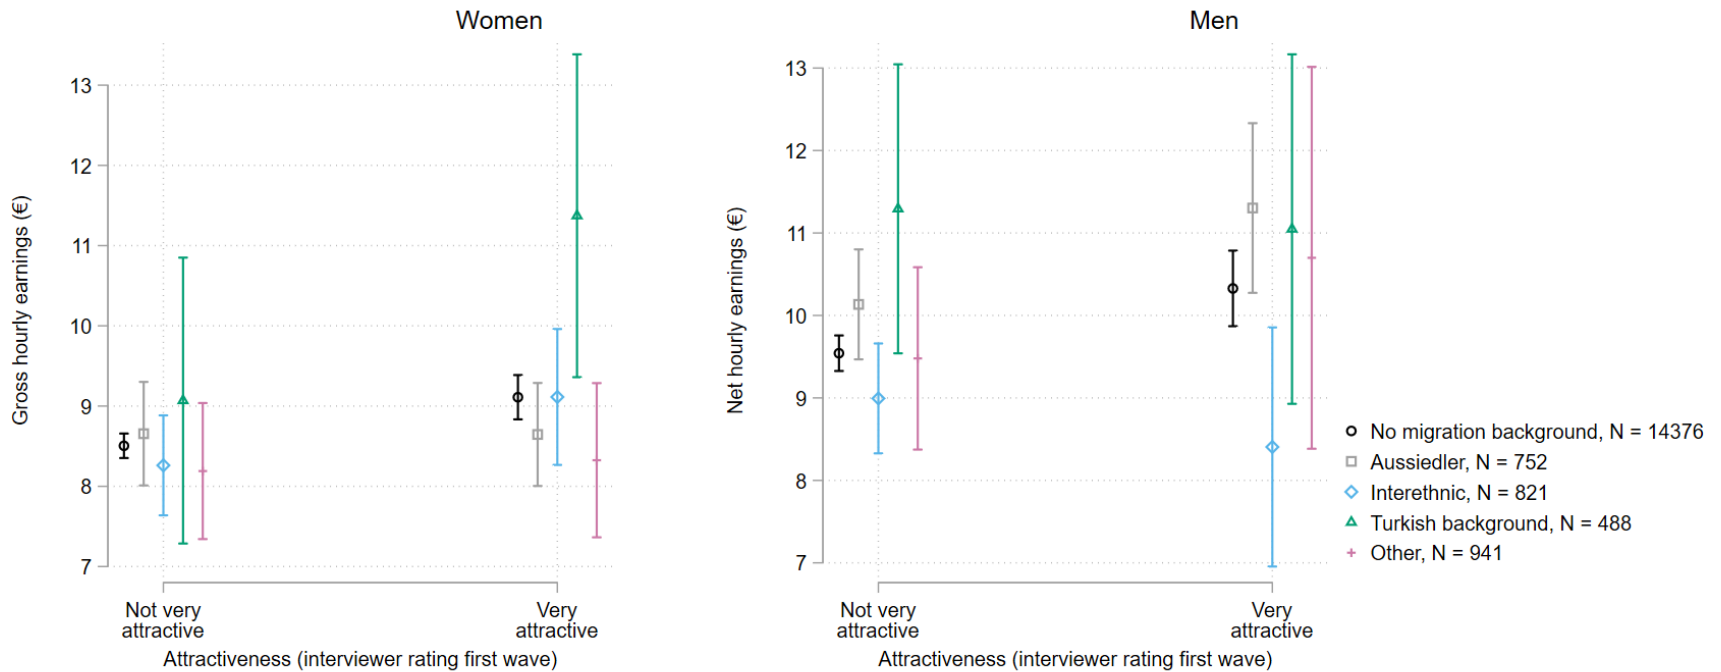 Women
Gross hourly earnings (€)
13
12
11
10
9
8
7
Not very
attractive
Very
attractive
Attractiveness (interviewer rating first wave)
Men
Net hourly earnings (€)
13
12
11
10
9
8
7
Not very
attractive
Very
attractive
Attractiveness (interviewer rating first wave)
No migration background, N = 14376
Aussiedler, N = 752
Interethnic, N = 821
Turkish background, N = 488
Other, N = 941